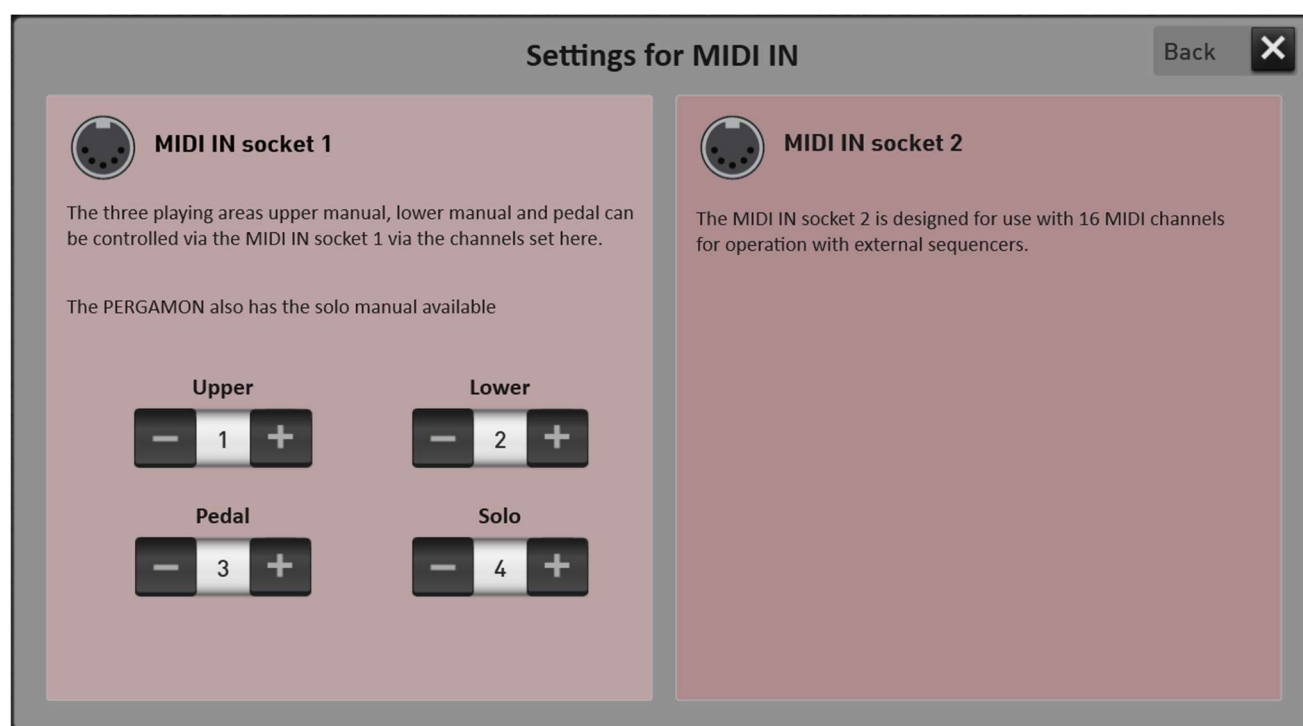 Settings for MIDI IN
Back
MIDI IN socket 1
The three playing areas upper manual, lower manual and pedal can
be controlled via the MIDI IN socket 1 via the channels set here.
The PERGAMON also has the solo manual available
Upper
Lower
1
2
Pedal
Solo
3
4
MIDI IN socket 2
The MIDI IN socket 2 is designed for use with 16 MIDI channels
for operation with external sequencers.